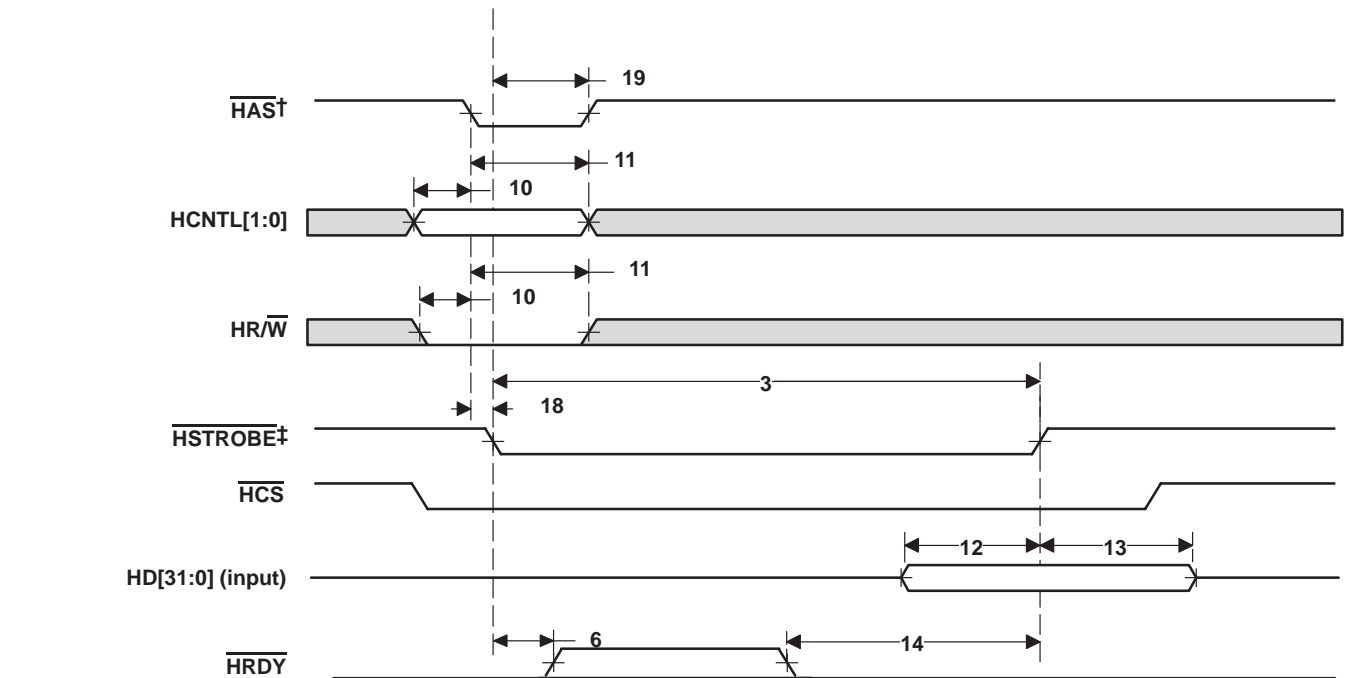 19
HAS†
11
10
HCNTL[1:0]
11
10
HR/W
3
18
HSTROBE‡
HCS
12
13
HD[31:0] (input)
6
14
HRDY